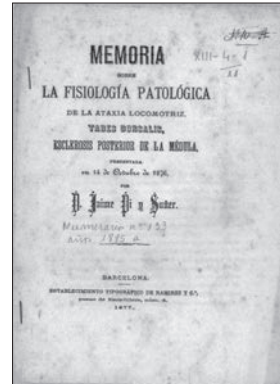 MEMORIA
SOBRE
LA FISIOLOGÍA PATOLÓGICA
DE LA ATAXIA LOCOMOTRIZ.
TABES DORSALIS,
ESCLEROSIS POSTERIOR DE LA MÉDULA,
PRESENTADA
en 14 de Octubre de 1876,
POR
D. Jaime Pi y Suñer.
BARCELONA.
ESTABLECIMIENTO TIPOGRÁFICO DE RAMIREZ Y C.ª,
1877.